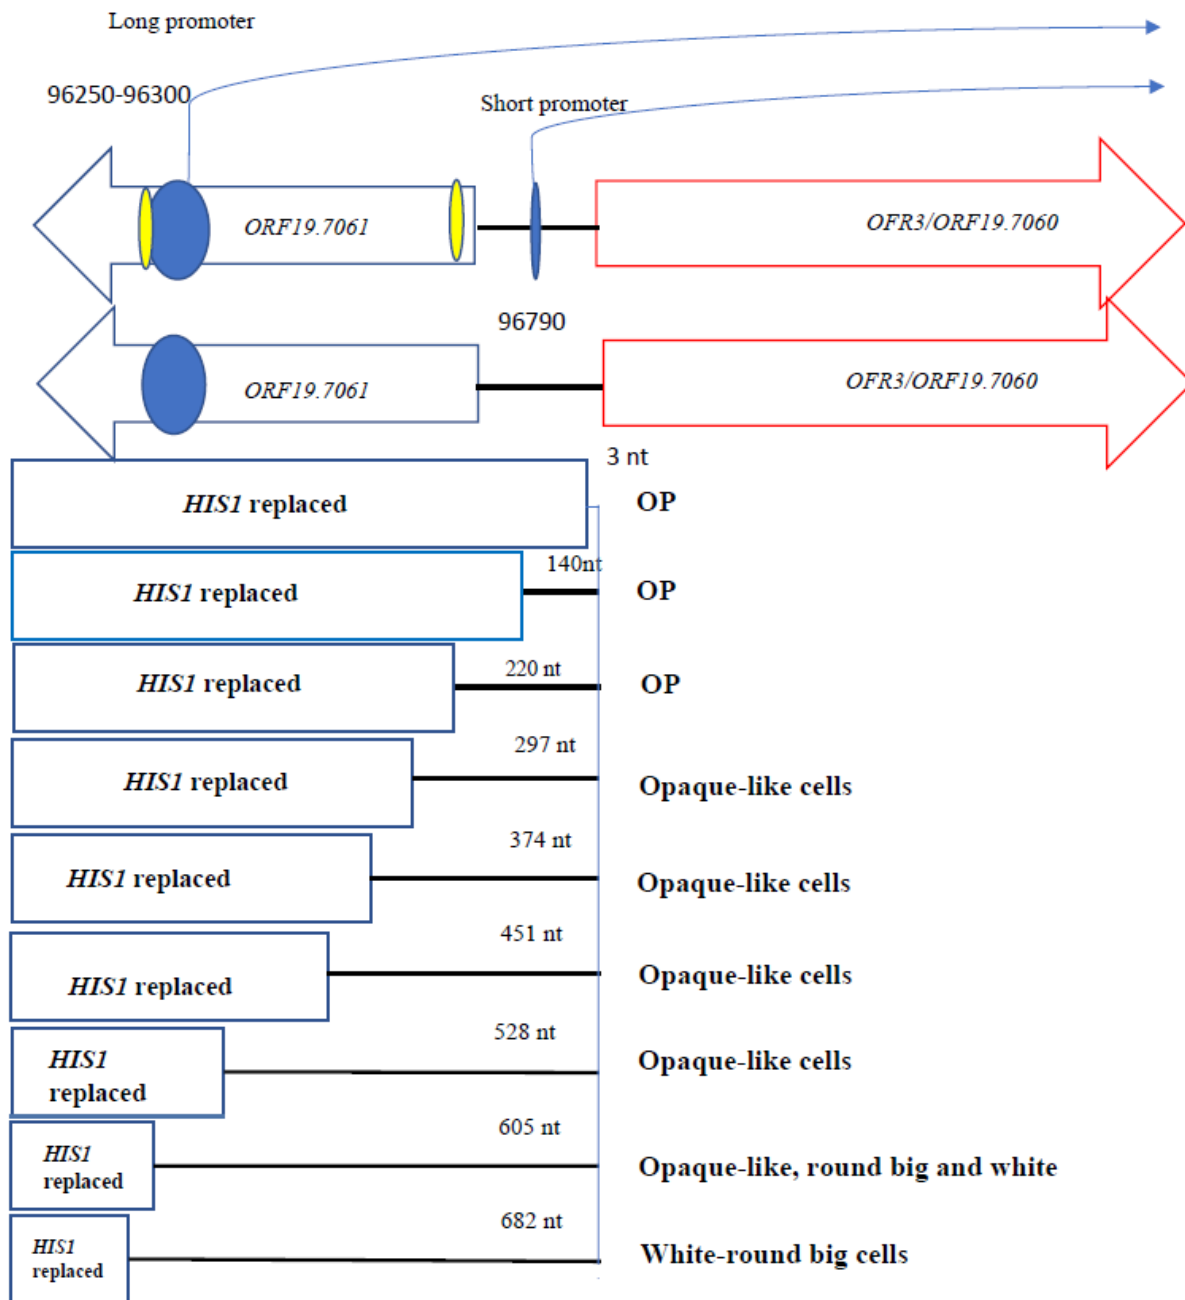 Long promoter
96250-96300
Short promoter
ORF19.7061
OFR3/ORF19.7060
96790
ORF19.7061
OFR3/ORF19.7060
3 nt
HIS1 replaced
OP
140nt
HIS1 replaced
OP
220 nt
HIS1 replaced
OP
297 nt
HIS1 replaced
Opaque-like cells
374 nt
HIS1 replaced
Opaque-like cells
451 nt
HIS1 replaced
Opaque-like cells
528 nt
HIS1
replaced
Opaque-like cells
605 nt
HIS1
replaced
Opaque-like, round big and white
682 nt
HIS1
replaced
White-round big cells